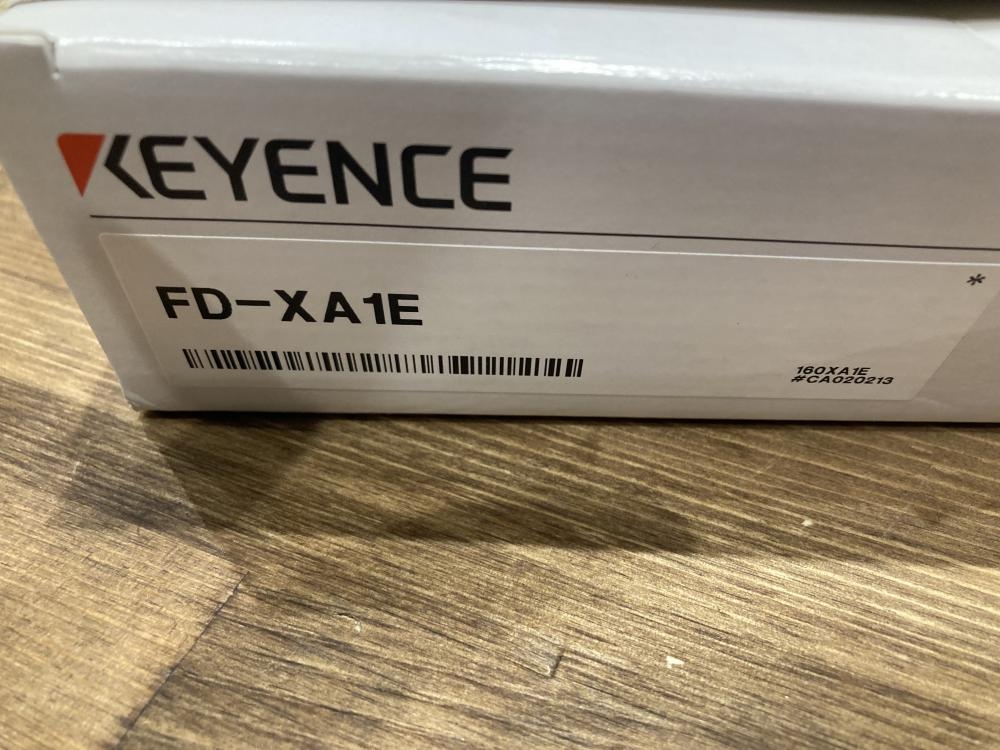 KEYENCE
*
FD-XA1E
160XA1E
#CA020213